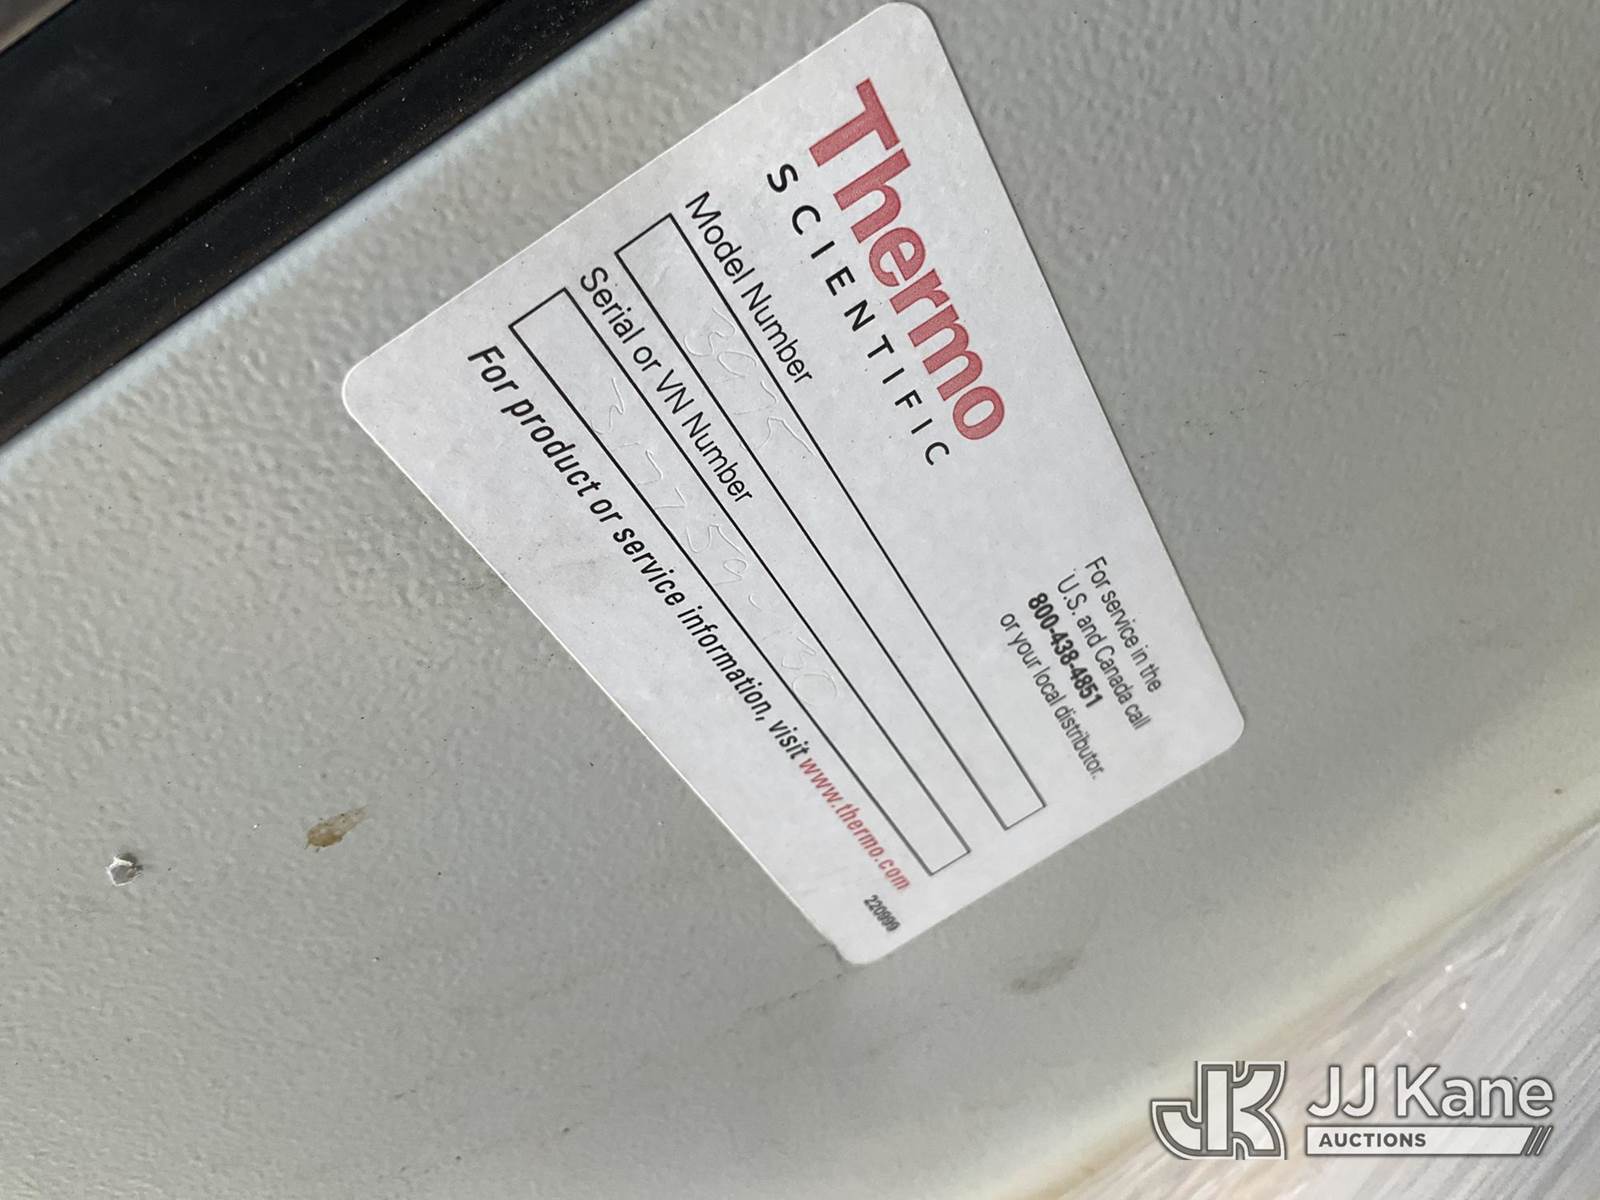 Thermo
SCIENTIFIC
For service in the
U.S. and Canada call
800-438-4851
or your local distributor.
Model Number
3975
Serial or VN Number
For product or service information, visit www.thermo.com
220999
JJ Kane
AUCTIONS